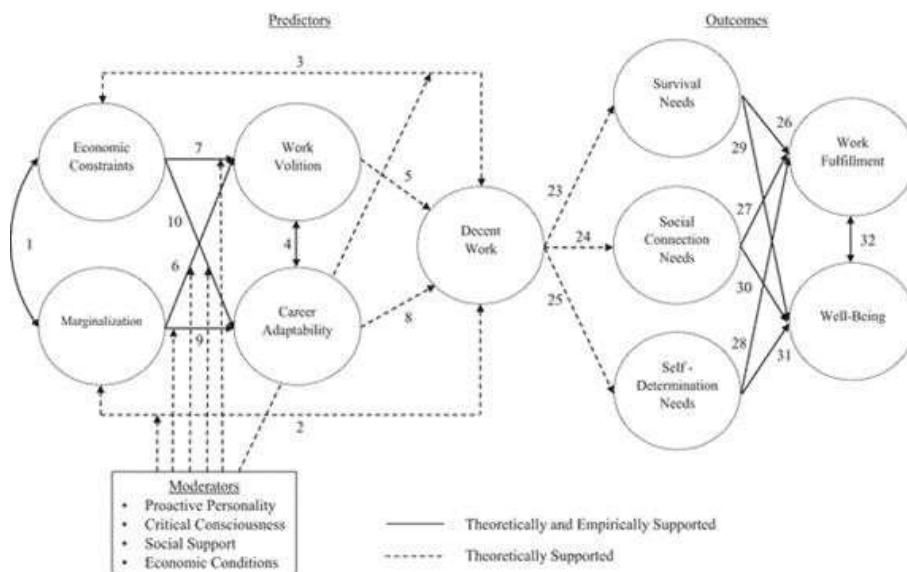 Predictors
Outcomes
3
Survival
Needs
Economic
Constraints
7
Work
Volition
26
Work
Fulfillment
29
5
23
10
27
1
4
Decent
Work
24
Social
Connection
Needs
32
6
25
30
Marginalization
9
Career
Adaptability
8
Well-Being
28
31
Self -
Determination
Needs
2
Moderators
• Proactive Personality
• Critical Consciousness
• Social Support
• Economic Conditions
Theoretically and Empirically Supported
Theoretically Supported